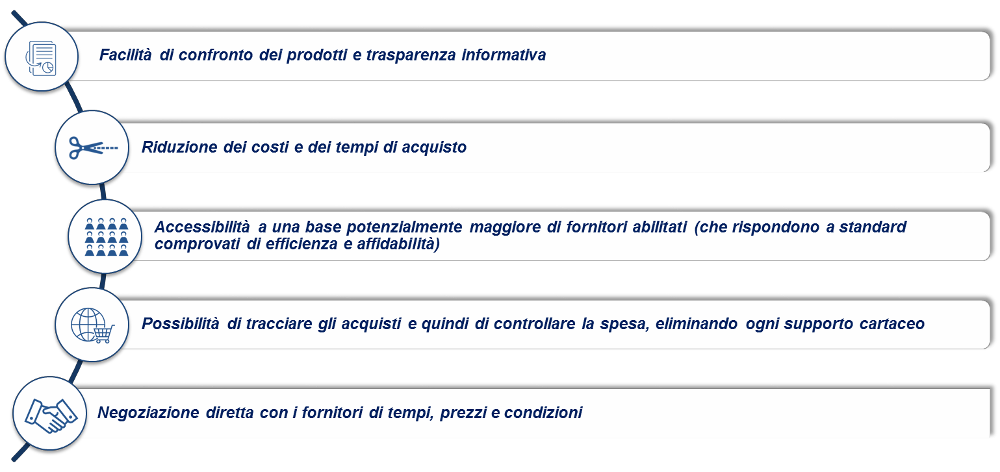 Facilità di confronto dei prodotti e trasparenza informativa
Riduzione dei costi e dei tempi di acquisto
Accessibilità a una base potenzialmente maggiore di fornitori abilitati (che rispondono a standard
comprovati di efficienza e affidabilità)
Possibilità di tracciare gli acquisti e quindi di controllare la spesa, eliminando ogni supporto cartaceo
Negoziazione diretta con i fornitori di tempi, prezzi e condizioni